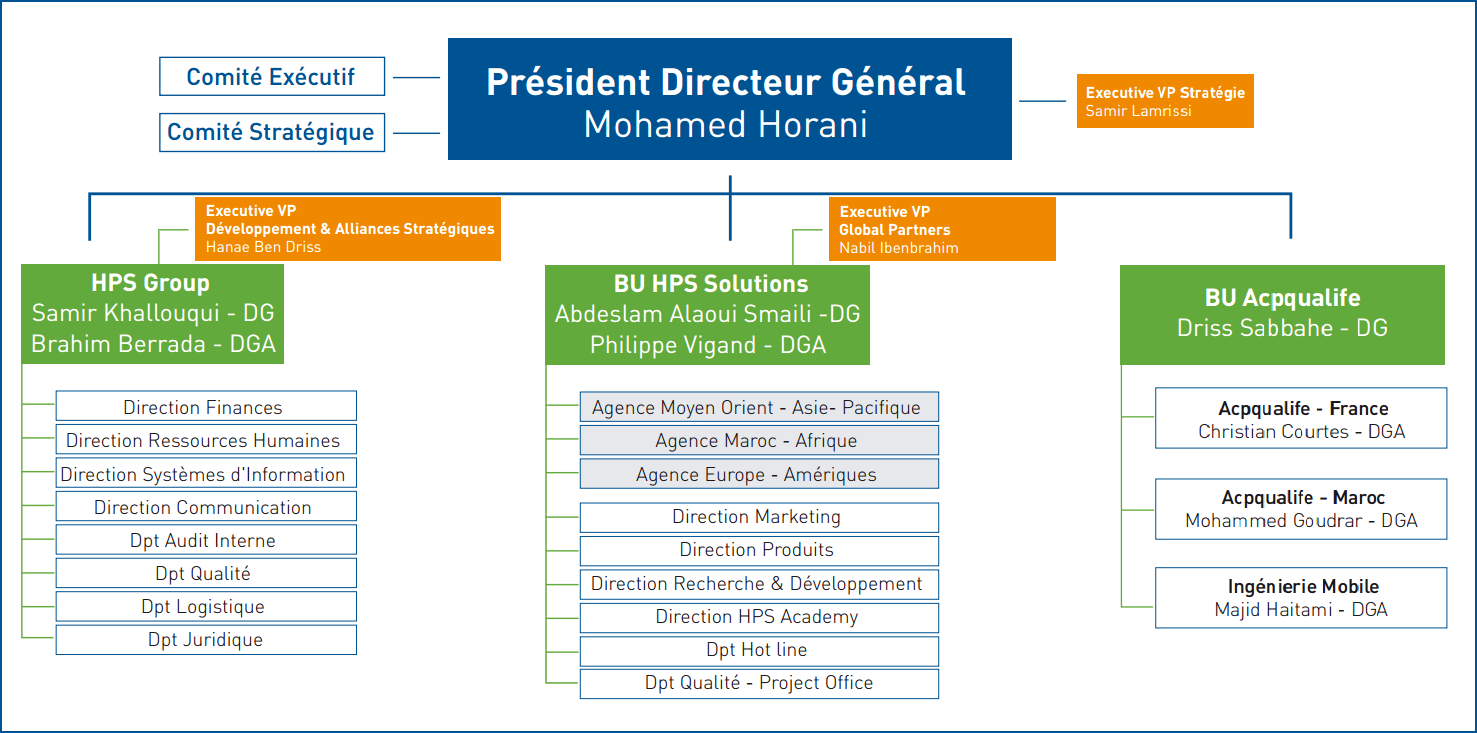 Comité Exécutif
Comité Stratégique
Président Directeur Général
Mohamed Horani
Executive VP Stratégie
Samir Lamrissi
Executive VP
Développement & Alliances Stratégiques
Hanae Ben Driss
Executive VP
Global Partners
Nabil Ibenbrahim
HPS Group
Samir Khallouqui - DG
Brahim Berrada - DGA
Direction Finances
Direction Ressources Humaines
Direction Systèmes d'Information
Direction Communication
Dpt Audit Interne
Dpt Qualité
Dpt Logistique
Dpt Juridique
BU HPS Solutions
Abdeslam Alaoui Smaili -DG
Philippe Vigand - DGA
Agence Moyen Orient - Asie- Pacifique
Agence Maroc - Afrique
Agence Europe - Amériques
Direction Marketing
Direction Produits
Direction Recherche & Développement
Direction HPS Academy
Dpt Hot line
Dpt Qualité - Project Office
BU Acpqualife
Driss Sabbahe - DG
Acpqualife - France
Christian Courtes - DGA
Acpqualife - Maroc
Mohammed Goudrar - DGA
Ingénierie Mobile
Majid Haitami - DGA